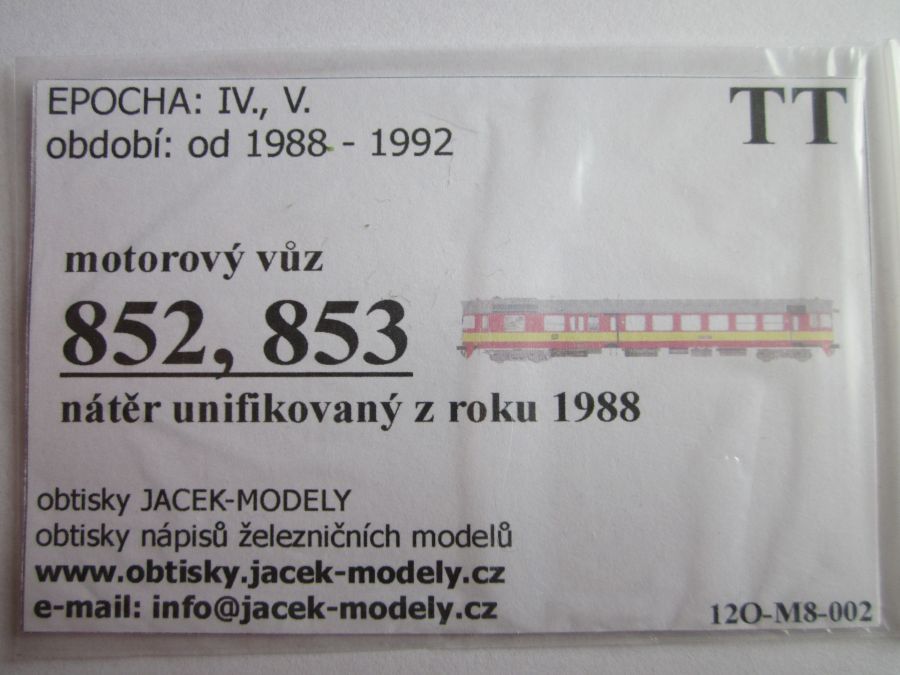 EPOCHA: IV., V.
TT
období: od 1988 - 1992
motorový vůz
852, 853
nátěr unifikovaný z roku 1988
obtisky JACEK-MODELY
obtisky nápisů železničních modelů
www.obtisky.jacek-modely.cz
e-mail: info@jacek-modely.cz
12O-M8-002